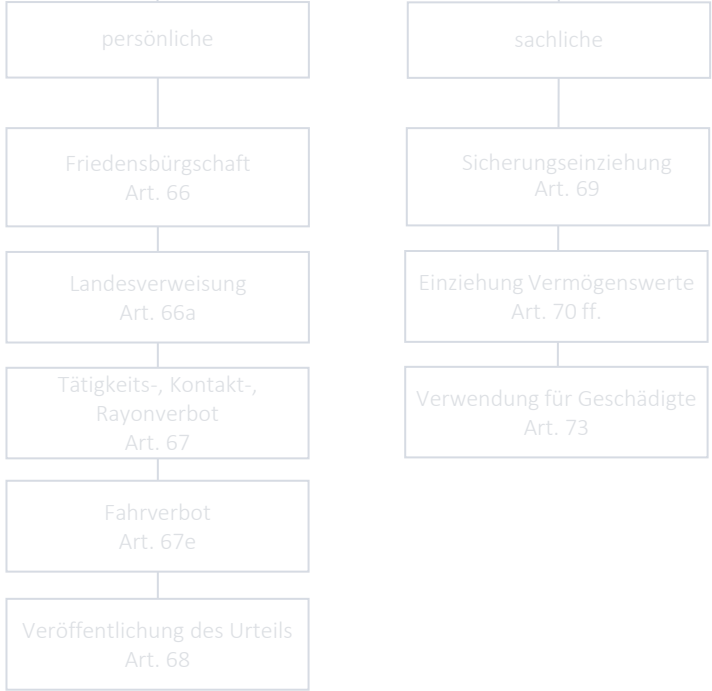 persönliche
Friedensbürgschaft
Art. 66
Landesverweisung
Art. 66a
Tätigkeits-, Kontakt-,
Rayonverbot
Art. 67
Fahrverbot
Art. 67e
Veröffentlichung des Urteils
Art. 68
sachliche
Sicherungseinziehung
Art. 69
Einziehung Vermögenswerte
Art. 70 ff.
Verwendung für Geschädigte
Art. 73